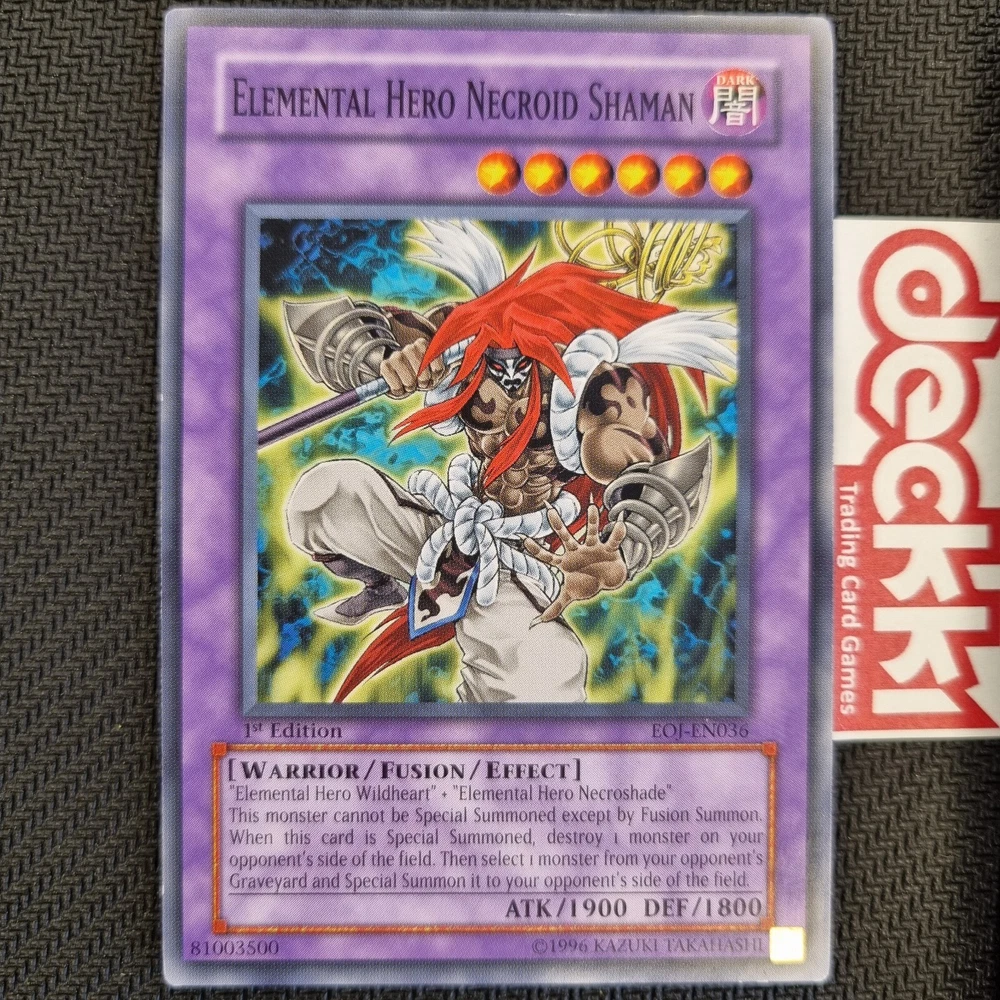 Elemental Hero Necroid Shaman
DARK
闇
1st Edition
EOJ-EN036
[Warrior/Fusion/Effect]
"Elemental Hero Wildheart" + "Elemental Hero Necroshade"
This monster cannot be Special Summoned except by Fusion Summon.
When this card is Special Summoned, destroy 1 monster on your
opponent's side of the field. Then select 1 monster from your opponent's
Graveyard and Special Summon it to your opponent's side of the field.
ATK/1900 DEF/1800
81003500
©1996 KAZUKI TAKAHASHI
deckki
Trading Card Games